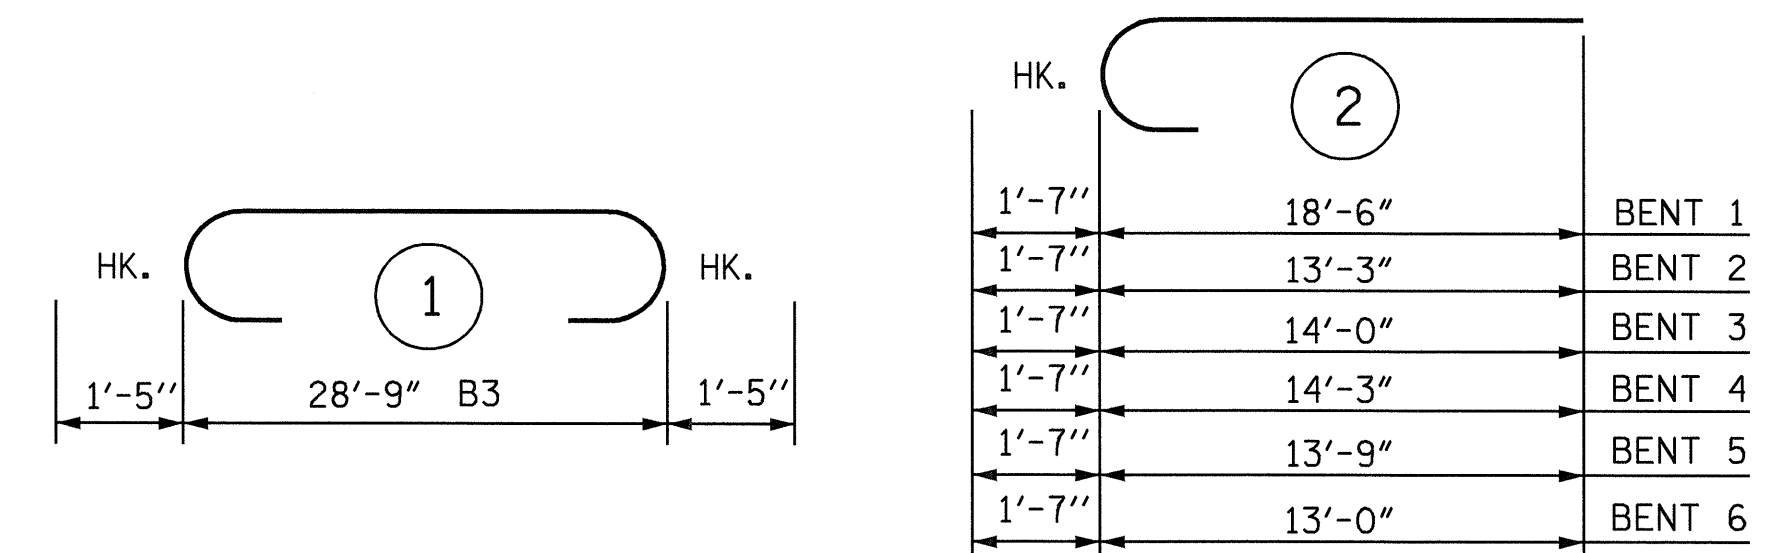 HK.
1
HK.
1'-5"
28'-9" B3
1'-5"
HK.
2
1'-7" 18'-6" BENT 1
1'-7" 13'-3" BENT 2
1'-7" 14'-0" BENT 3
1'-7" 14'-3" BENT 4
1'-7" 13'-9" BENT 5
1'-7" 13'-0" BENT 6